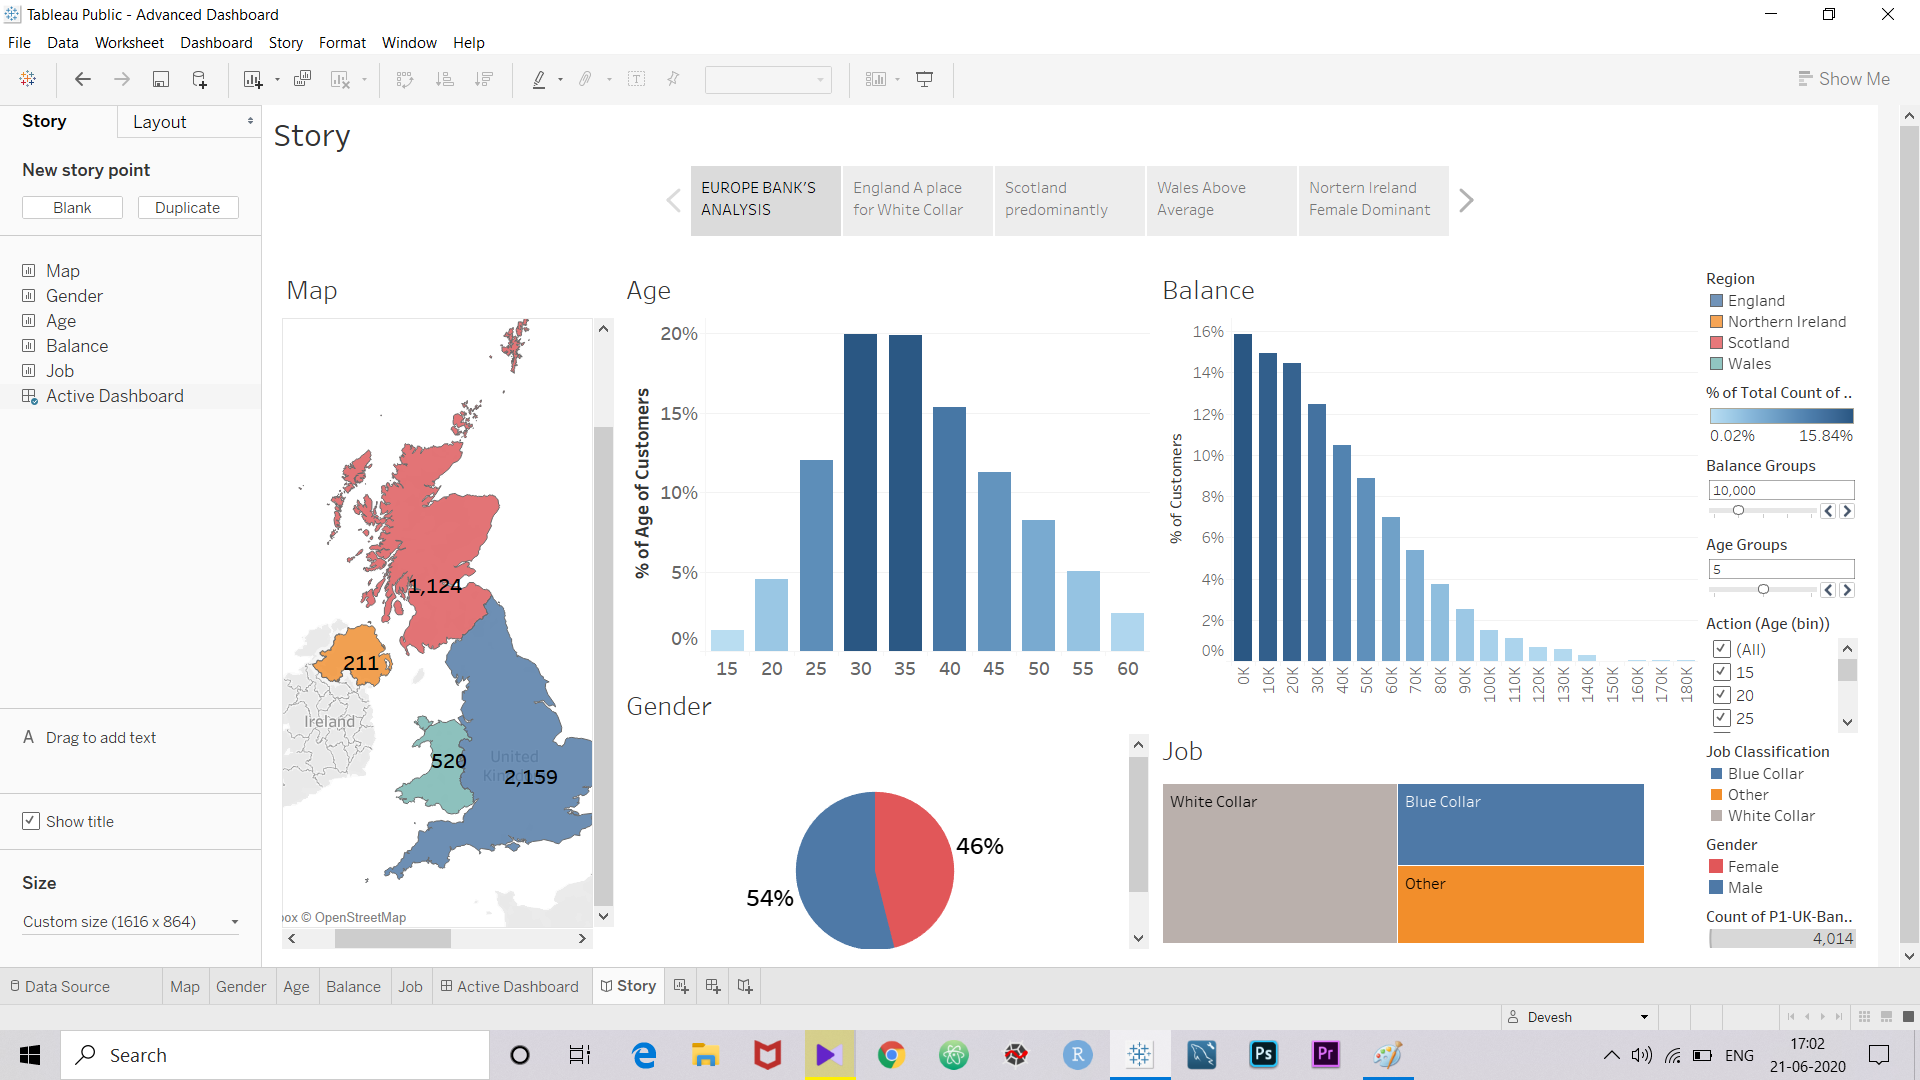 Tableau Public - Advanced Dashboard
File Data Worksheet Dashboard Story Format Window Help
Show Me
Story
Layout
New story point
Blank
Duplicate
Map
Gender
Age
Balance
Job
Active Dashboard
A Drag to add text
Show title
Size
Custom size (1616 x 864)
Story
EUROPE BANK'S
ANALYSIS
England A place
for White Collar
Scotland
predominantly
Wales Above
Average
Nortern Ireland
Female Dominant
Map
1,124
211
Ireland
520
United
2,159
box © OpenStreetMap
Age
% of Age of Customers
20%
15%
10%
5%
0%
15 20 25 30 35 40 45 50 55 60
Gender
46%
54%
Balance
% of Customers
16%
14%
12%
10%
8%
6%
4%
2%
0%
0K 10K 20K 30K 40K 50K 60K 70K 80K 90K 100K 110K 120K 130K 140K 150K 160K 170K 180K
Job
White Collar
Blue Collar
Other
Region
England
Northern Ireland
Scotland
Wales
% of Total Count of ..
0.02% 15.84%
Balance Groups
10,000
Age Groups
5
Action (Age (bin))
(All)
15
20
25
Job Classification
Blue Collar
Other
White Collar
Gender
Female
Male
Count of P1-UK-Ban..
4,014
Data Source Map Gender Age Balance Job Active Dashboard Story
Devesh
Search
R
Ps
Pr
ENG
17:02
21-06-2020